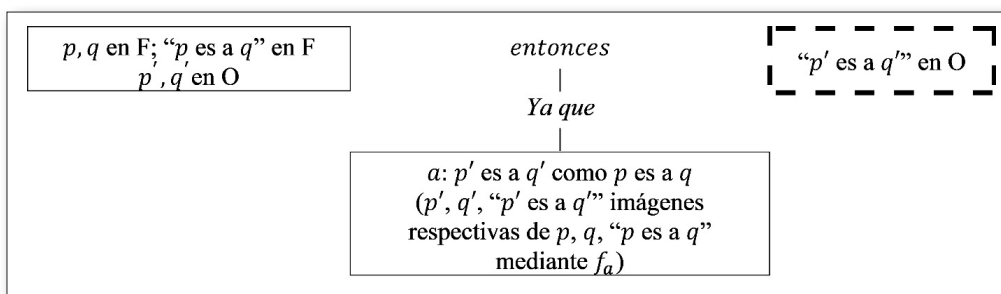 p, q en F; “p es a q” en F
p′, q′ en O
entonces
“p′ es a q′” en O
Ya que
a: p′ es a q′ como p es a q
(p′, q′, “p′ es a q′” imágenes
respectivas de p, q, “p es a q”
mediante fₐ)